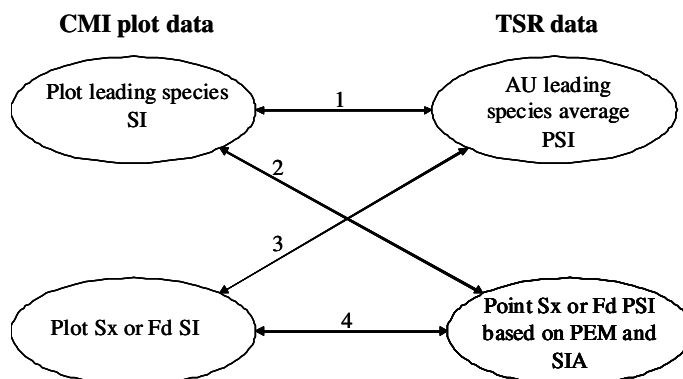 CMI plot data
TSR data
Plot leading species
SI
1
AU leading
species average
PSI
2
3
Plot Sx or Fd SI
4
Point Sx or Fd PSI
based on PEM and
SIA